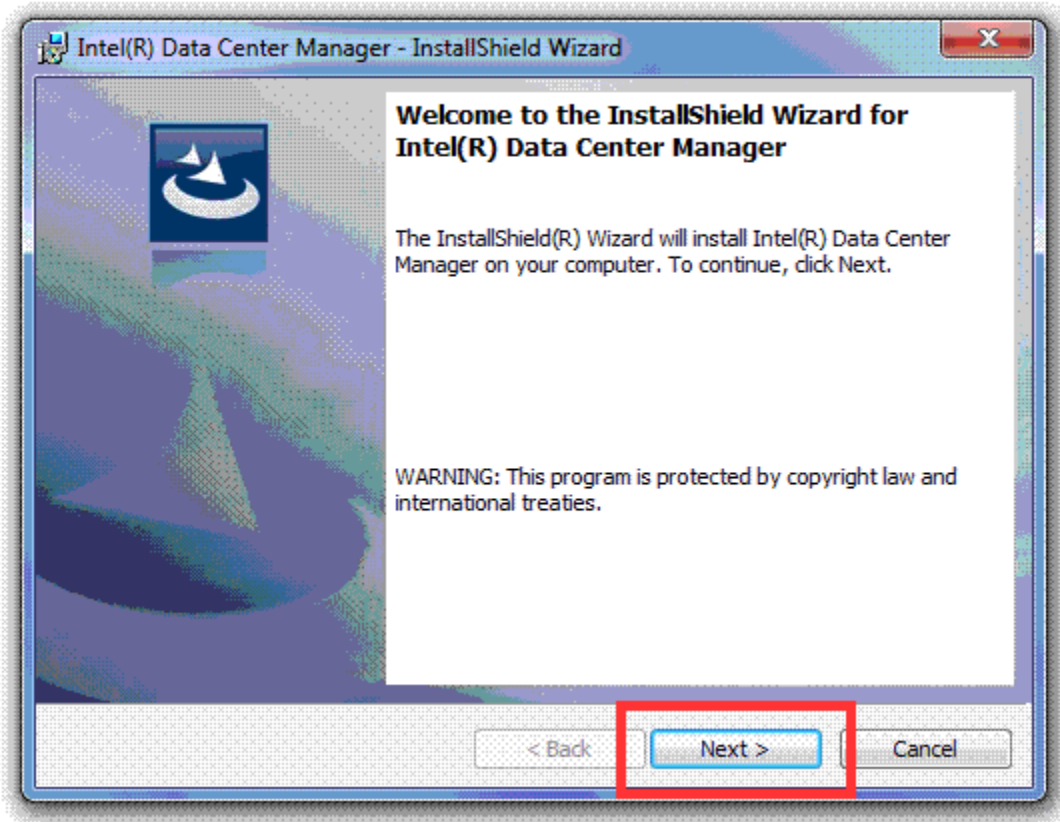 Intel(R) Data Center Manager - InstallShield Wizard
Welcome to the InstallShield Wizard for
Intel(R) Data Center Manager
The InstallShield(R) Wizard will install Intel(R) Data Center
Manager on your computer. To continue, click Next.
WARNING: This program is protected by copyright law and
international treaties.
< Back Next > Cancel